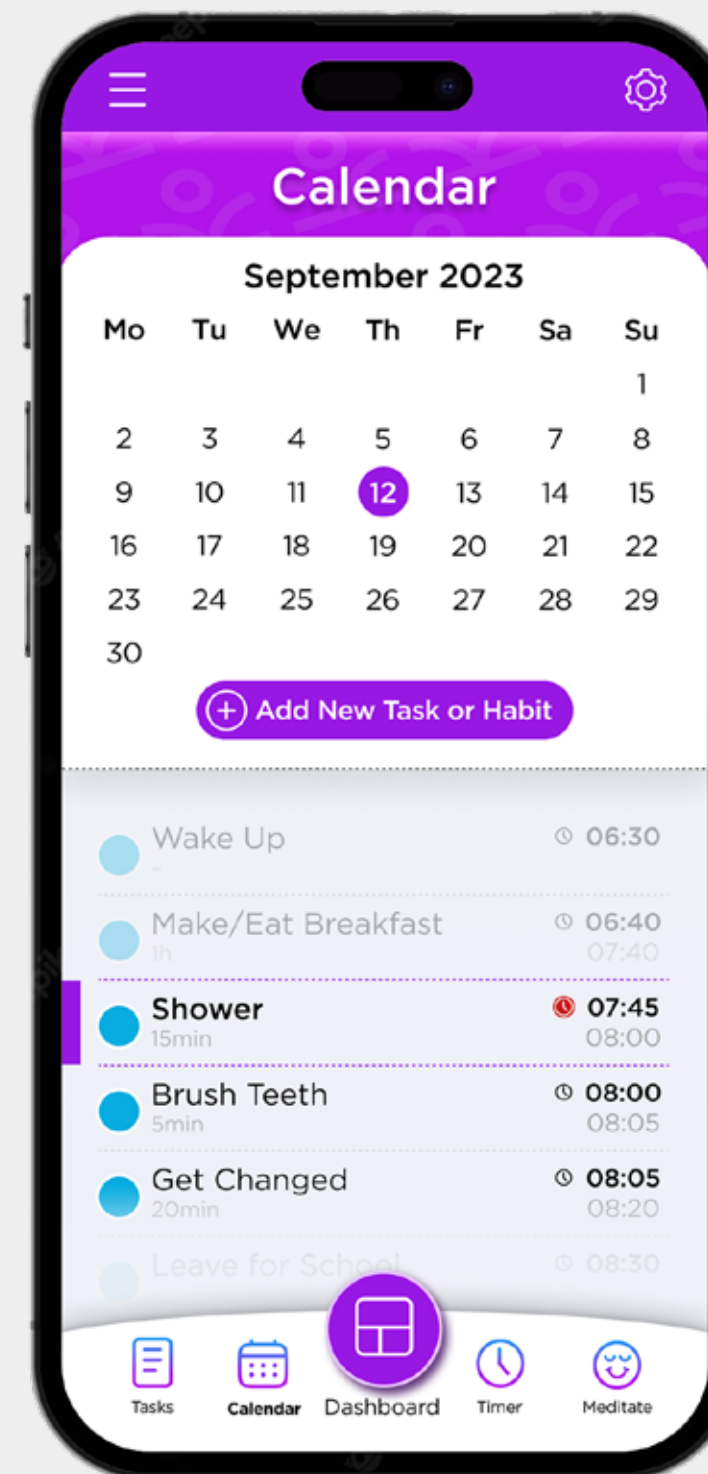 Calendar
September 2023
Mo Tu We Th Fr Sa Su
1
2 3 4 5 6 7 8
9 10 11 12 13 14 15
16 17 18 19 20 21 22
23 24 25 26 27 28 29
30
Add New Task or Habit
Wake Up 06:30
-
Make/Eat Breakfast 06:40
1h 07:40
Shower 07:45
15min 08:00
Brush Teeth 08:00
5min 08:05
Get Changed 08:05
20min 08:20
Leave for School 08:30
Tasks Calendar Dashboard Timer Meditate